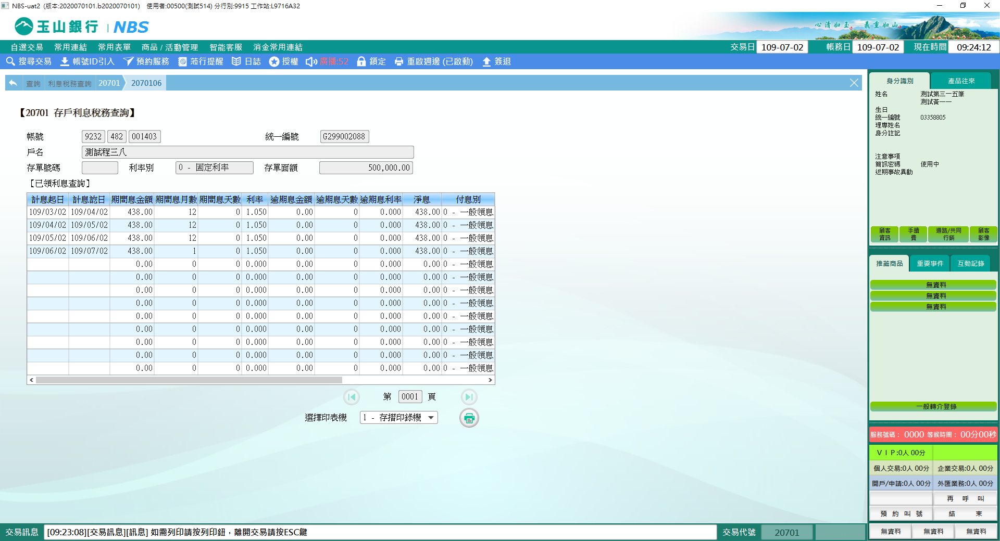 NBS-uat2 (版本:2020070101.b2020070101) 使用者:00500(測試514) 分行別:9915 工作站:L9716A32
玉山銀行 | NBS
心清如玉 義重如山
自選交易 常用連結 常用表單 商品 / 活動管理 智能客服 消金常用連結 交易日 109-07-02 帳務日 109-07-02 現在時間 09:24:12
搜尋交易 帳號ID引入 預約服務 蒞行提醒 日誌 授權 廣播:52 鎖定 重啟週邊 (已啟動) 簽退
查詢 利息稅務查詢 20701 2070106
【20701 存戶利息稅務查詢】
帳號 9232 482 001403 統一編號 G299002088
戶名 測試程三八
存單號碼 利率別 0 - 固定利率 存單面額 500,000.00
【已領利息查詢】
計息起日 計息訖日 期間息金額 期間息月數 期間息天數 利率 逾期息金額 逾期息天數 逾期息利率 淨息 付息別
109/03/02 109/04/02 438.00 12 0 1.050 0.00 0 0.000 438.00 0 - 一般領息
109/04/02 109/05/02 438.00 12 0 1.050 0.00 0 0.000 438.00 0 - 一般領息
109/05/02 109/06/02 438.00 12 0 1.050 0.00 0 0.000 438.00 0 - 一般領息
109/06/02 109/07/02 438.00 1 0 1.050 0.00 0 0.000 438.00 0 - 一般領息
0.00 0 0 0.000 0.00 0 0.000 0.00 0 - 一般領息
0.00 0 0 0.000 0.00 0 0.000 0.00 0 - 一般領息
0.00 0 0 0.000 0.00 0 0.000 0.00 0 - 一般領息
0.00 0 0 0.000 0.00 0 0.000 0.00 0 - 一般領息
0.00 0 0 0.000 0.00 0 0.000 0.00 0 - 一般領息
0.00 0 0 0.000 0.00 0 0.000 0.00 0 - 一般領息
0.00 0 0 0.000 0.00 0 0.000 0.00 0 - 一般領息
0.00 0 0 0.000 0.00 0 0.000 0.00 0 - 一般領息
0.00 0 0 0.000 0.00 0 0.000 0.00 0 - 一般領息
第 0001 頁
選擇印表機 1 - 存摺印錄機
交易訊息 [09:23:08][交易訊息][訊息] 如需列印請按列印鈕，離開交易請按ESC鍵 交易代號 20701
身分識別 產品往來
姓名 測試第三一五筆
測試黃一一
生日
統一編號 03358805
理專姓名
身分註記
注意事項
簡訊密碼 使用中
近期事故異動
顧客資訊 手續費 通路/共同行銷 顧客影像
推薦商品 重要事件 互動記錄
無資料
無資料
無資料
一般轉介登錄
服務號碼： 0000 等候時間： 00分00秒
ＶＩＰ:0人 00分
個人交易:0人 00分 企業交易:0人 00分
開戶/申請:0人 00分 外匯業務:0人 00分
再 呼 叫
預 約 叫 號 結 束
無資料 無資料 無資料